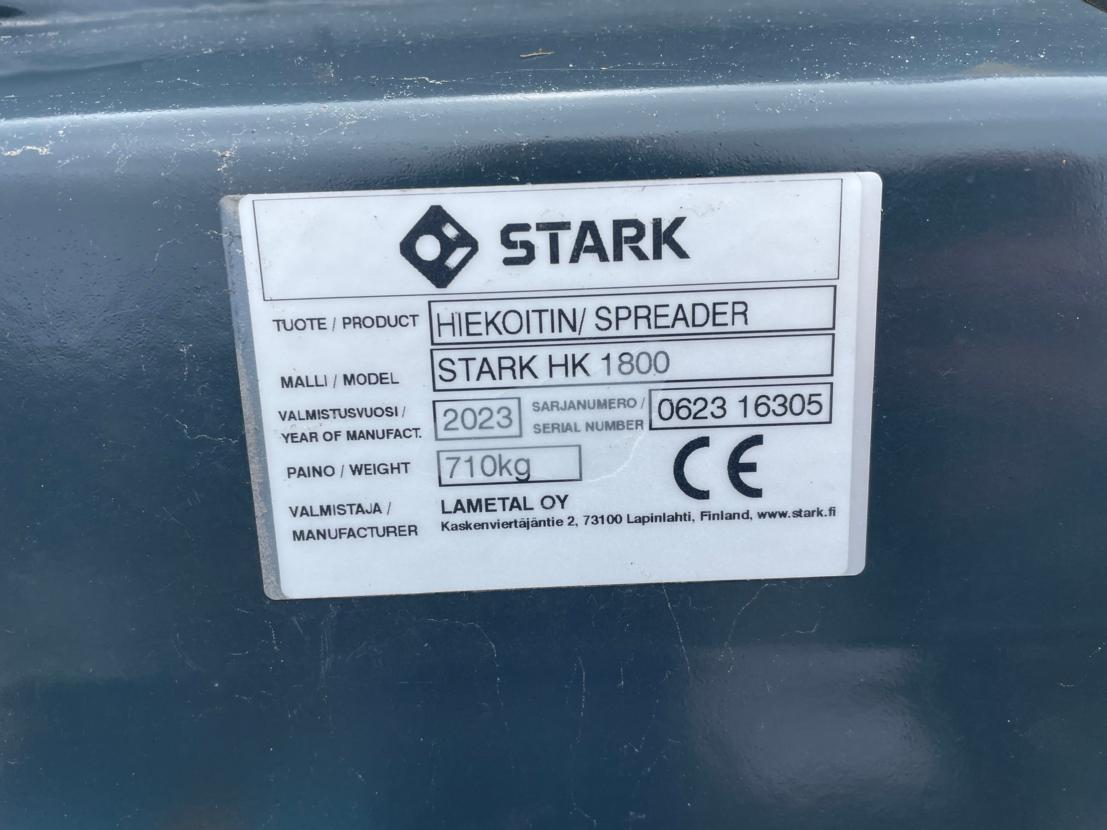 STARK
TUOTE / PRODUCT HIEKOITIN/ SPREADER
MALLI / MODEL STARK HK 1800
VALMISTUSVUOSI / YEAR OF MANUFACT. 2023 SARJANUMERO / SERIAL NUMBER 0623 16305
PAINO / WEIGHT 710kg
CE
VALMISTAJA / MANUFACTURER LAMETAL OY
Kaskenviertäjäntie 2, 73100 Lapinlahti, Finland, www.stark.fi